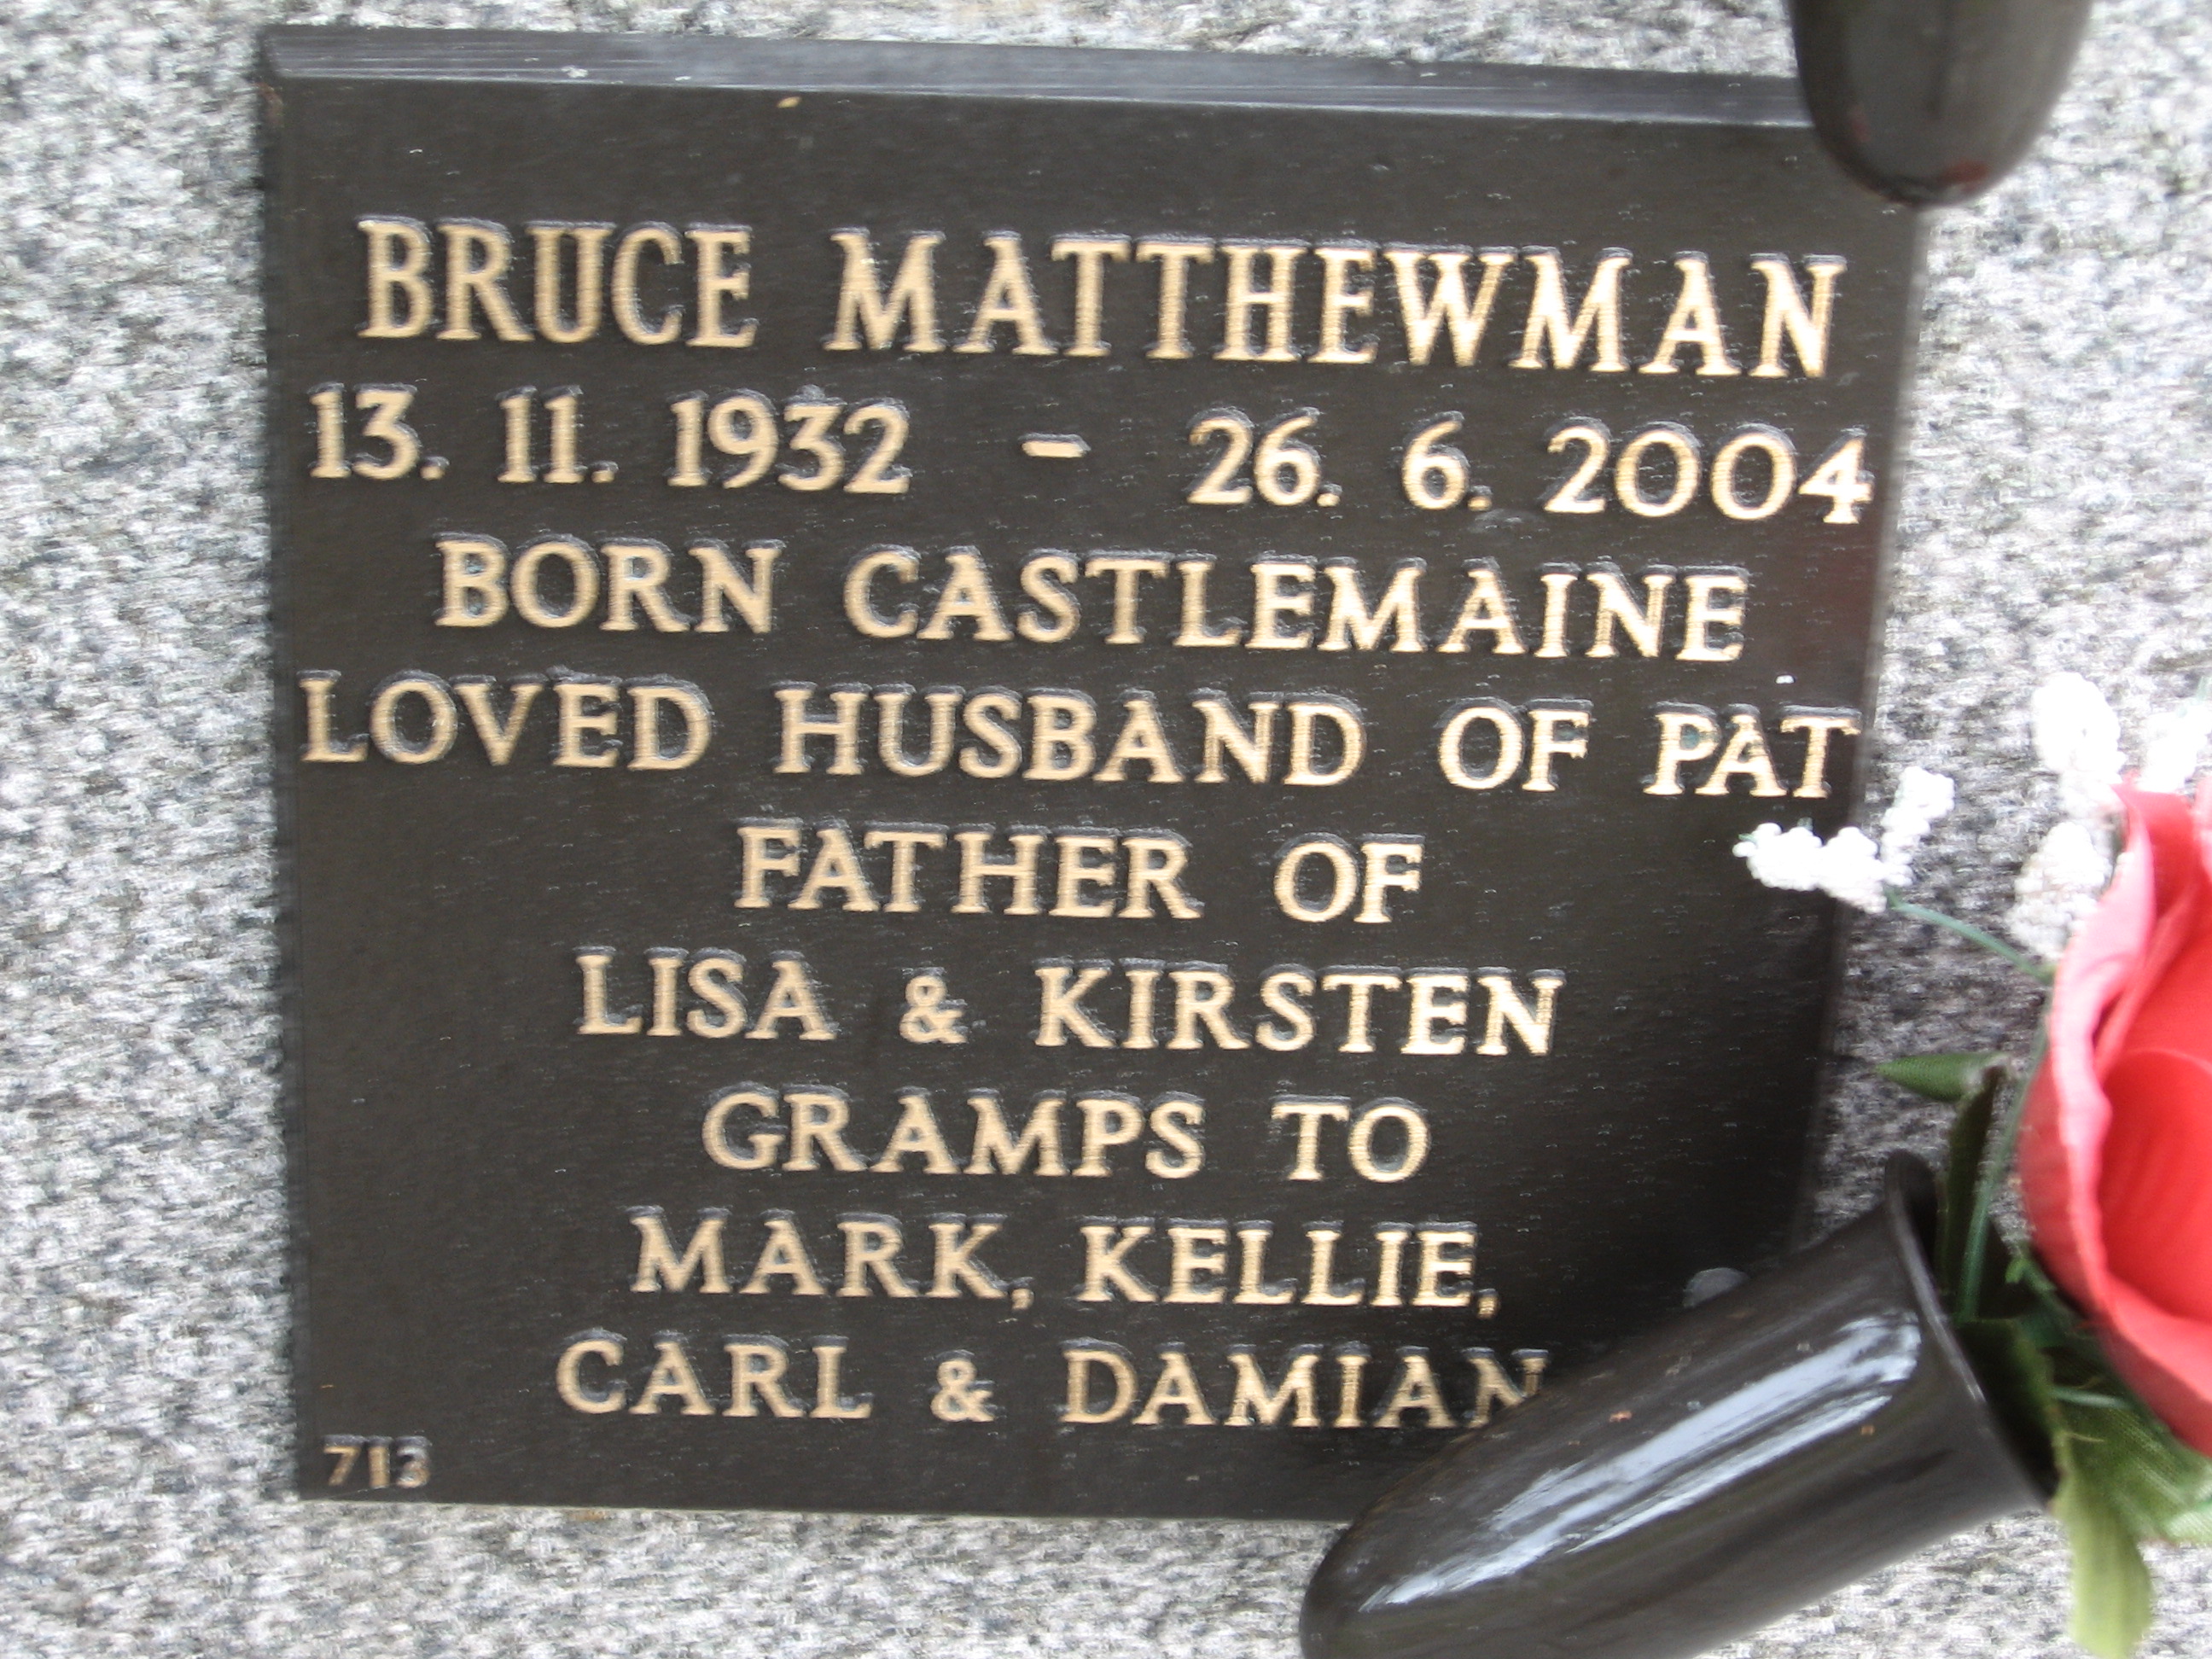 BRUCE MATTHEWMAN
13. 11. 1932 - 26. 6. 2004
BORN CASTLEMAINE
LOVED HUSBAND OF PAT
FATHER OF
LISA & KIRSTEN
GRAMPS TO
MARK, KELLIE,
CARL & DAMIAN
713